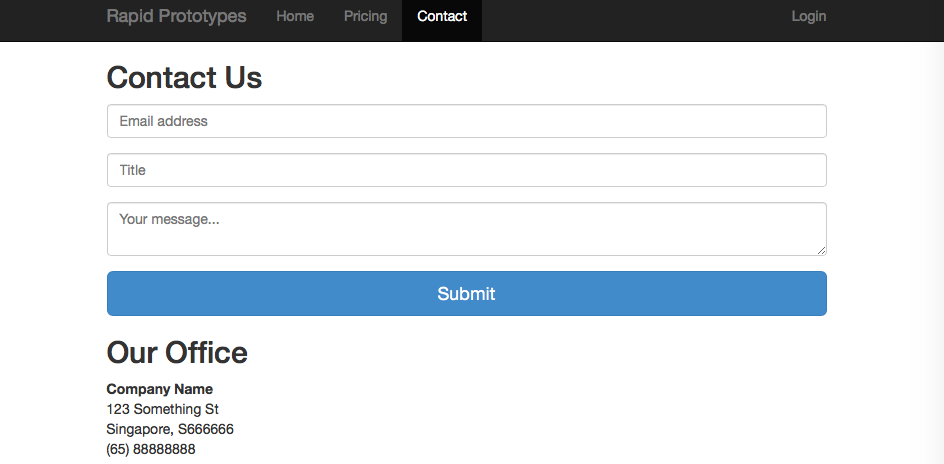 Rapid Prototypes Home Pricing Contact Login
Contact Us
Email address
Title
Your message...
Submit
Our Office
Company Name
123 Something St
Singapore, S666666
(65) 88888888